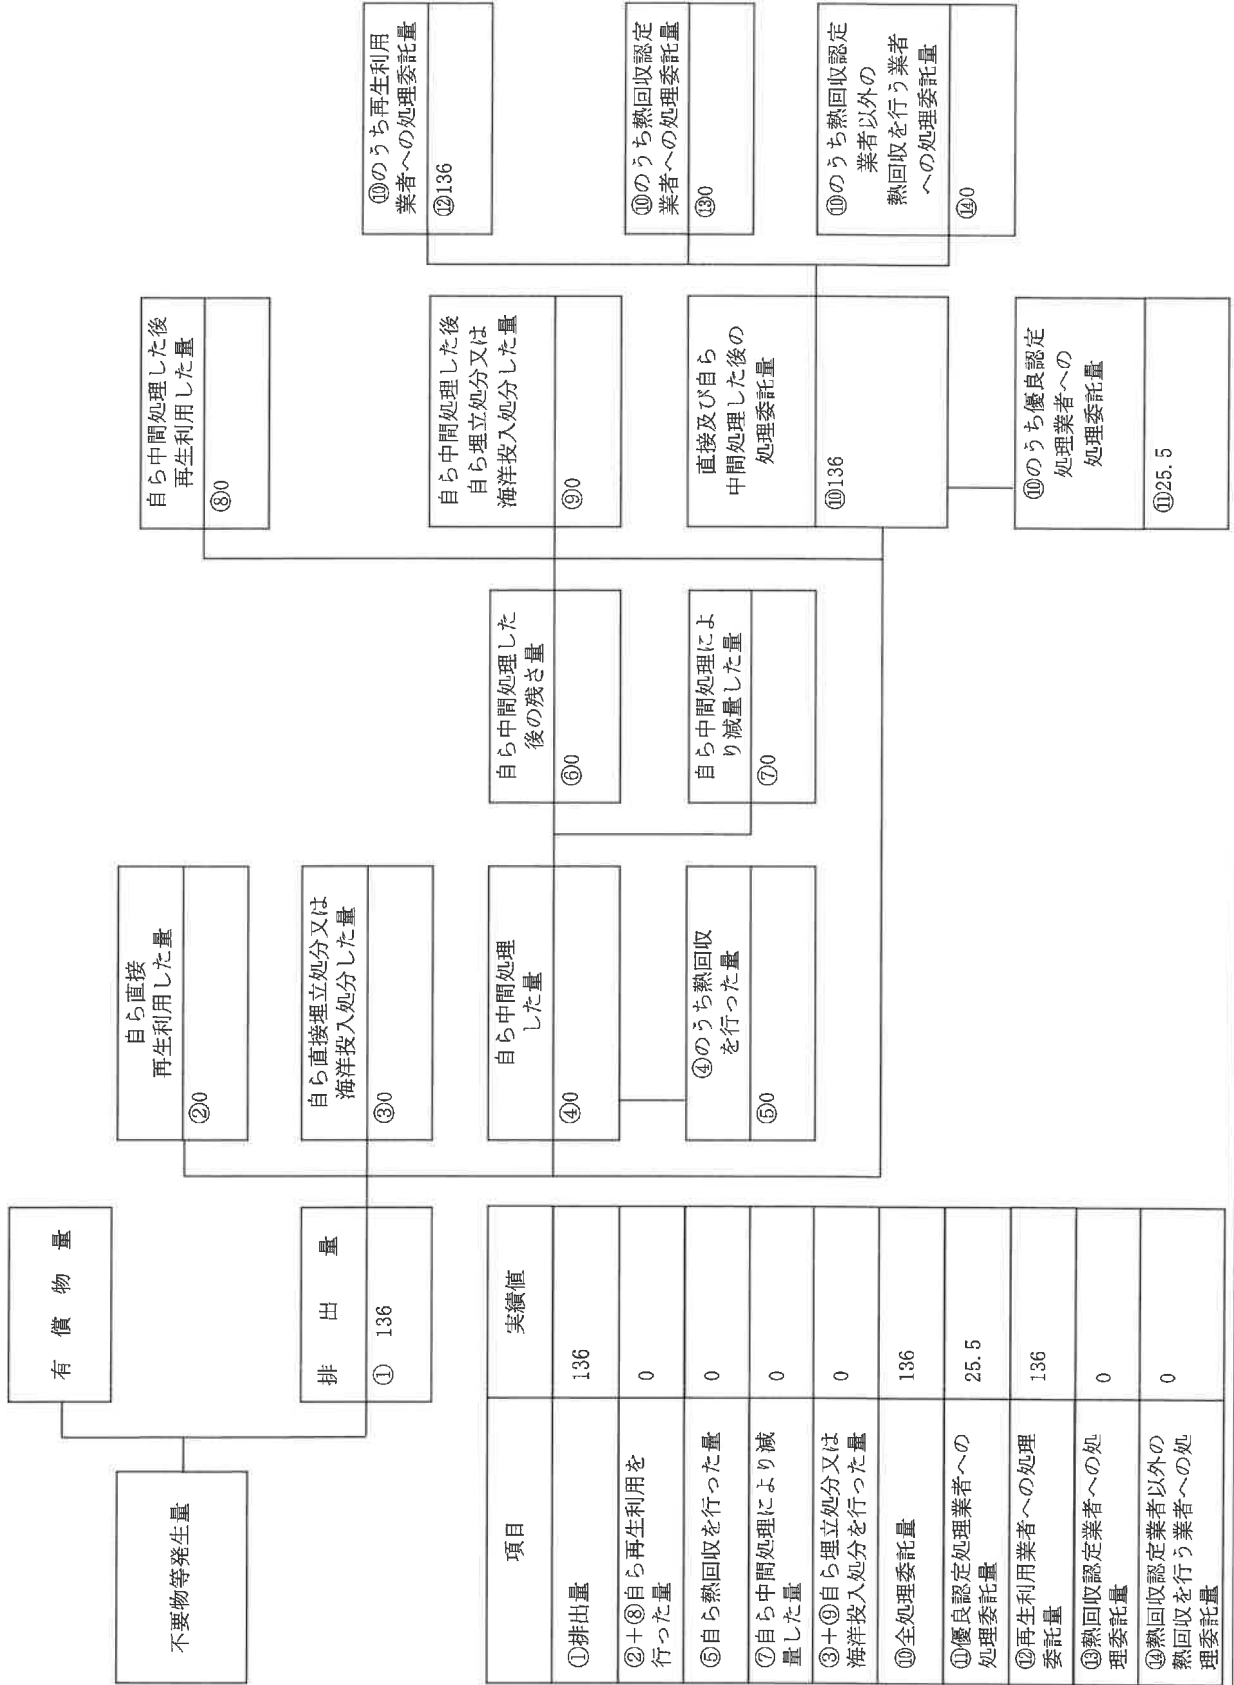 不要物等発生量
有償物量
排出量
① 136
自ら直接
再生利用した量
②0
自ら直接埋立処分又は
海洋投入処分した量
③0
自ら中間処理
した量
④0
④のうち熱回収
を行った量
⑤0
自ら中間処理した
後の残さ量
⑥0
自ら中間処理によ
り減量した量
⑦0
自ら中間処理した後
再生利用した量
⑧0
自ら中間処理した後
自ら埋立処分又は
海洋投入処分した量
⑨0
直接及び自ら
中間処理した後の
処理委託量
⑩136
⑩のうち優良認定
処理業者への
処理委託量
⑪25.5
⑩のうち再生利用
業者への処理委託量
⑫136
⑩のうち熱回収認定
業者への処理委託量
⑬0
⑩のうち熱回収認定
業者以外の
熱回収を行う業者
への処理委託量
⑭0
項目 実績値
①排出量 136
②+⑧自ら再生利用を
行った量 0
⑤自ら熱回収を行った量 0
⑦自ら中間処理により減
量した量 0
③+⑨自ら埋立処分又は
海洋投入処分を行った量 0
⑩全処理委託量 136
⑪優良認定処理業者への
処理委託量 25.5
⑫再生利用業者への処理
委託量 136
⑬熱回収認定業者への処
理委託量 0
⑭熱回収認定業者以外の
熱回収を行う業者への処
理委託量 0